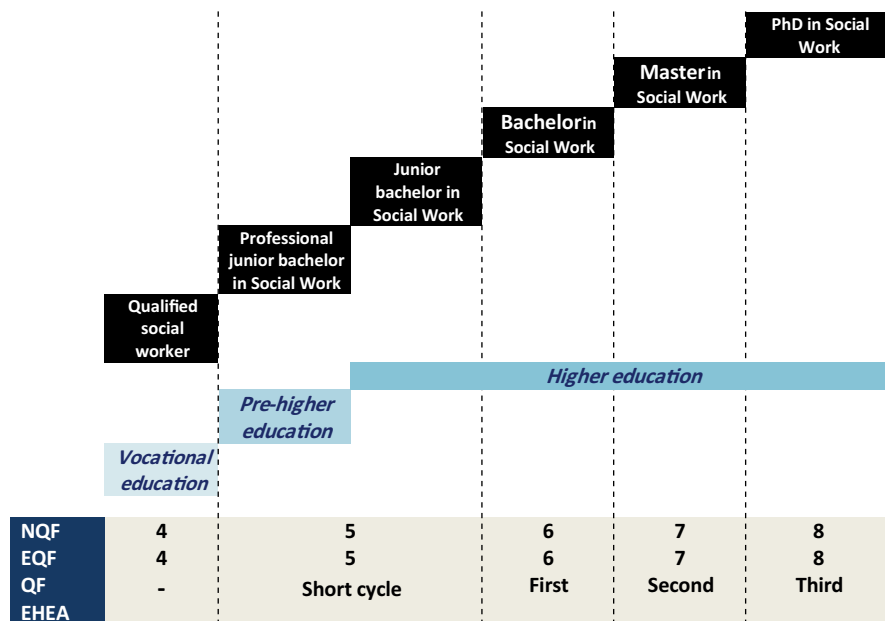 PhD in Social
Work
Master in
Social Work
Bachelor in
Social Work
Junior
bachelor in
Social Work
Professional
junior bachelor
in Social Work
Qualified
social
worker
Higher education
Pre-higher
education
Vocational
education
NQF 4 5 6 7 8
EQF 4 5 6 7 8
QF - Short cycle First Second Third
EHEA